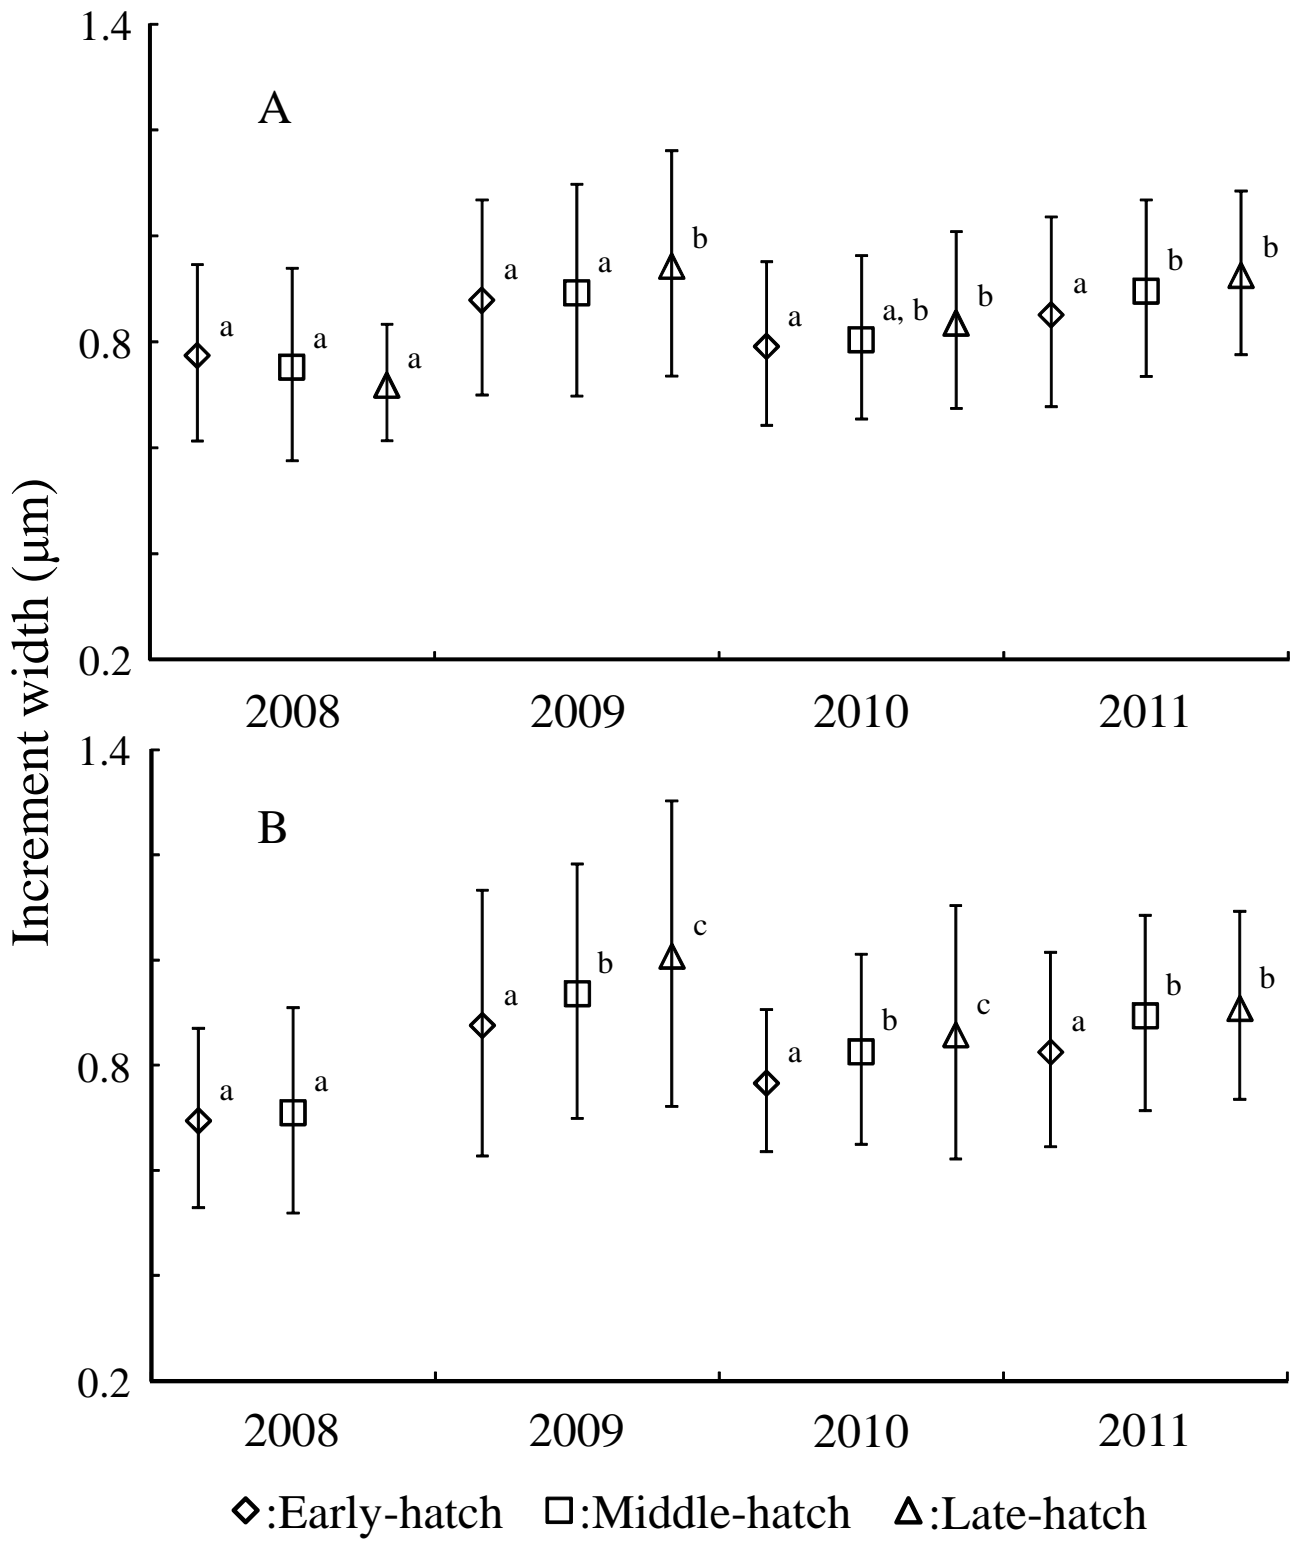 1.4
A
b
a
a
b
a
b
a
a
b
a
a, b
b
0.8
a
0.2
2008 2009 2010 2011
Increment width (µm)
1.4
B
c
b
a
b
b
c
b
a
a
0.8
a
a
0.2
2008 2009 2010 2011
:Early-hatch :Middle-hatch :Late-hatch